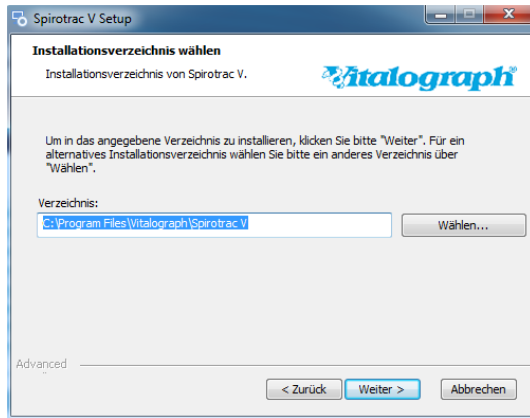 Spirotrac V Setup
Installationsverzeichnis wählen
Installationsverzeichnis von Spirotrac V.
Vitalograph®
Um in das angegebene Verzeichnis zu installieren, klicken Sie bitte "Weiter". Für ein
alternatives Installationsverzeichnis wählen Sie bitte ein anderes Verzeichnis über
"Wählen".
Verzeichnis:
C:\Program Files\Vitalograph\Spirotrac V
Wählen...
Advanced
< Zurück
Weiter >
Abbrechen